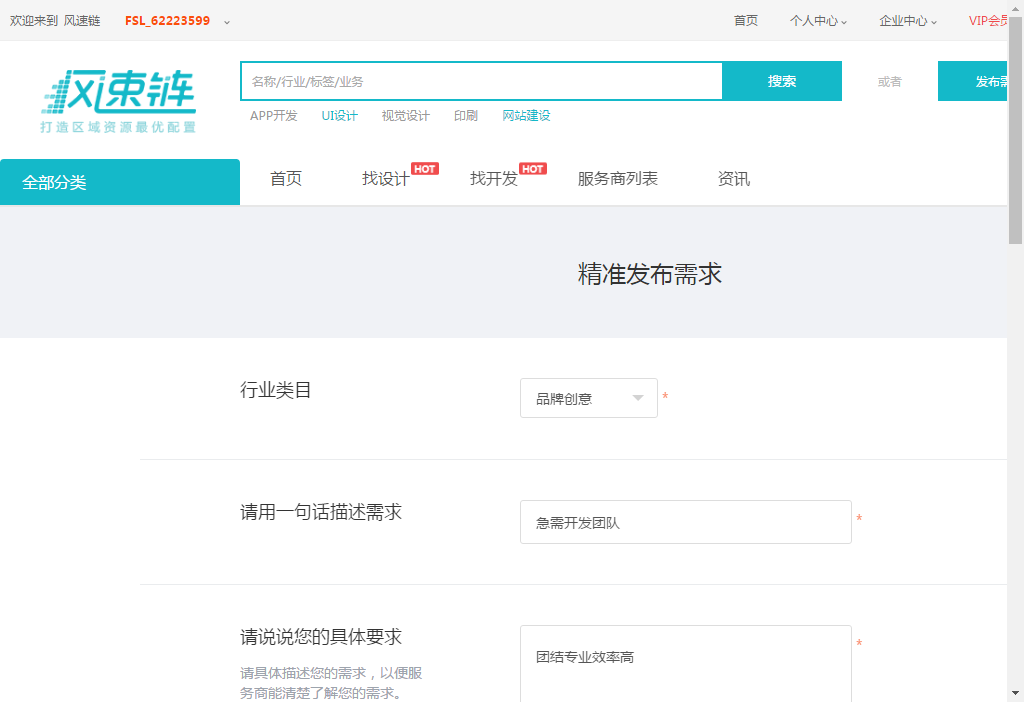 欢迎来到 风速链 FSL_62223599
首页 个人中心 企业中心 VIP会员
风速链
打造区域资源最优配置
名称/行业/标签/业务
搜索
或者
发布需
APP开发 UI设计 视觉设计 印刷 网站建设
全部分类
首页 找设计 HOT 找开发 HOT 服务商列表 资讯
精准发布需求
行业类目
品牌创意 *
请用一句话描述需求
急需开发团队 *
请说说您的具体要求
请具体描述您的需求，以便服
务商能清楚了解您的需求。
团结专业效率高 *